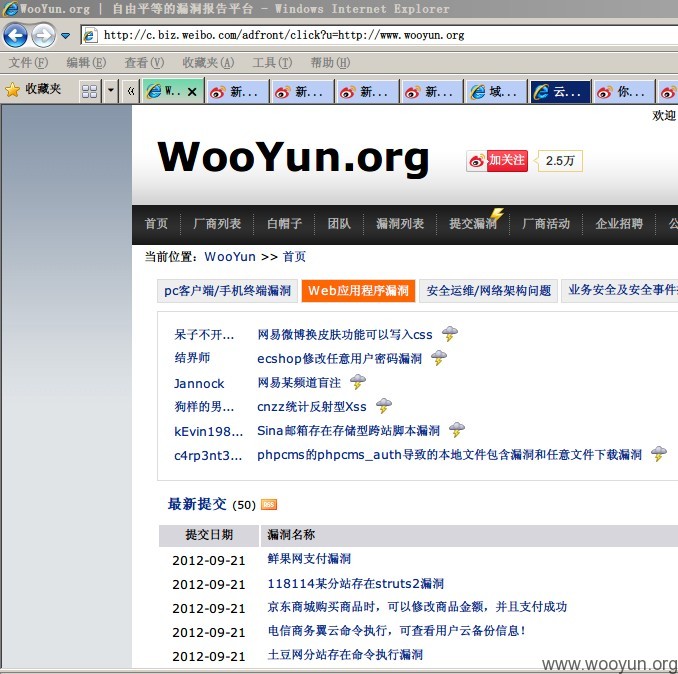 WooYun.org | 自由平等的漏洞报告平台 - Windows Internet Explorer
http://c.biz.weibo.com/adfront/click?u=http://www.wooyun.org
文件(F) 编辑(E) 查看(V) 收藏夹(A) 工具(T) 帮助(H)
收藏夹 W.. 新... 新... 新... 新... 域... 云... 你...
欢迎
WooYun.org 加关注 2.5万
首页 厂商列表 白帽子 团队 漏洞列表 提交漏洞 厂商活动 企业招聘 公
当前位置: WooYun >> 首页
pc客户端/手机终端漏洞 Web应用程序漏洞 安全运维/网络架构问题 业务安全及安全事件
呆子不开... 网易微博换皮肤功能可以写入css
结界师 ecshop修改任意用户密码漏洞
Jannock 网易某频道盲注
狗样的男... cnzz统计反射型Xss
kEvin198... Sina邮箱存在存储型跨站脚本漏洞
c4rp3nt3... phpcms的phpcms_auth导致的本地文件包含漏洞和任意文件下载漏洞
最新提交 (50) RSS
提交日期 漏洞名称
2012-09-21 鲜果网支付漏洞
2012-09-21 118114某分站存在struts2漏洞
2012-09-21 京东商城购买商品时，可以修改商品金额，并且支付成功
2012-09-21 电信商务翼云命令执行，可查看用户云备份信息！
2012-09-21 土豆网分站存在命令执行漏洞
www.wooyun.org